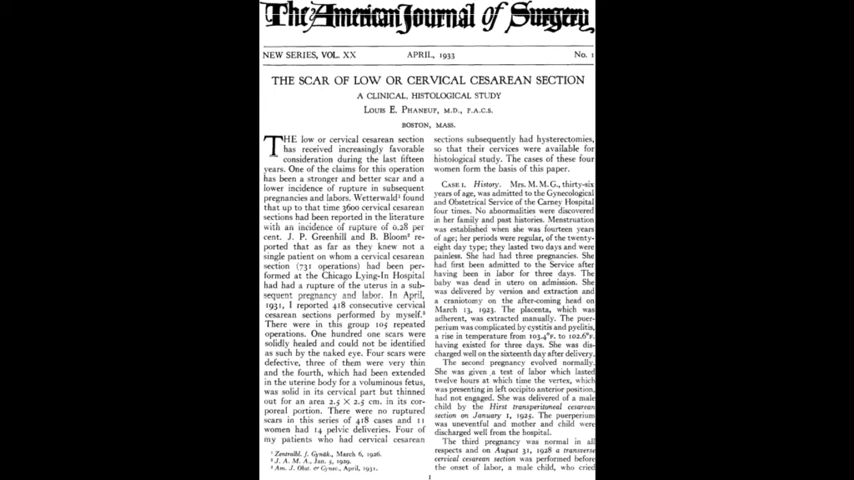 The American Journal of Surgery
NEW SERIES, VOL. XX APRIL, 1933 No. 1
THE SCAR OF LOW OR CERVICAL CESAREAN SECTION
A CLINICAL, HISTOLOGICAL STUDY
LOUIS E. PHANEUF, M.D., F.A.C.S.
BOSTON, MASS.
THE low or cervical cesarean section
has received increasingly favorable
consideration during the last fifteen
years. One of the claims for this operation
has been a stronger and better scar and a
lower incidence of rupture in subsequent
pregnancies and labors. Wetterwald¹ found
that up to that time 3600 cervical cesarean
sections had been reported in the literature
with an incidence of rupture of 0.28 per
cent. J. P. Greenhill and B. Bloom² re-
ported that as far as they knew not a
single patient on whom a cervical cesarean
section (731 operations) had been per-
formed at the Chicago Lying-In Hospital
had had a rupture of the uterus in a sub-
sequent pregnancy and labor. In April,
1931, I reported 418 consecutive cervical
cesarean sections performed by myself.³
There were in this group 105 repeated
operations. One hundred one scars were
solidly healed and could not be identified
as such by the naked eye. Four scars were
defective, three of them were very thin
and the fourth, which had been extended
in the uterine body for a voluminous fetus,
was solid in its cervical part but thinned
out for an area 2.5 × 2.5 cm. in its cor-
poreal portion. There were no ruptured
scars in this series of 418 cases and 11
women had 14 pelvic deliveries. Four of
my patients who had cervical cesarean
¹ Zentralbl. f. Gynäk., March 6, 1926.
² J. A. M. A., Jan. 5, 1929.
³ Am. J. Obst. & Gynec., April, 1931.
sections subsequently had hysterectomies,
so that their cervices were available for
histological study. The cases of these four
women form the basis of this paper.
CASE I. History. Mrs. M. M. G., thirty-six
years of age, was admitted to the Gynecological
and Obstetrical Service of the Carney Hospital
four times. No abnormalities were discovered
in her family and past histories. Menstruation
was established when she was fourteen years
of age; her periods were regular, of the twenty-
eight day type; they lasted two days and were
painless. She had had three pregnancies. She
had first been admitted to the Service after
having been in labor for three days. The
baby was dead in utero on admission. She
was delivered by version and extraction and
a craniotomy on the after-coming head on
March 13, 1923. The placenta, which was
adherent, was extracted manually. The puer-
perium was complicated by cystitis and pyelitis,
a rise in temperature from 103.4°F. to 102.6°F.
having existed for three days. She was dis-
charged well on the sixteenth day after delivery.
The second pregnancy evolved normally.
She was given a test of labor which lasted
twelve hours at which time the vertex, which
was presenting in left occipito anterior position,
had not engaged. She was delivered of a male
child by the Hirst transperitoneal cesarean
section on January 1, 1925. The puerperium
was uneventful and mother and child were
discharged well from the hospital.
The third pregnancy was normal in all
respects and on August 31, 1928 a transverse
cervical cesarean section was performed before
the onset of labor, a male child, who cried
1